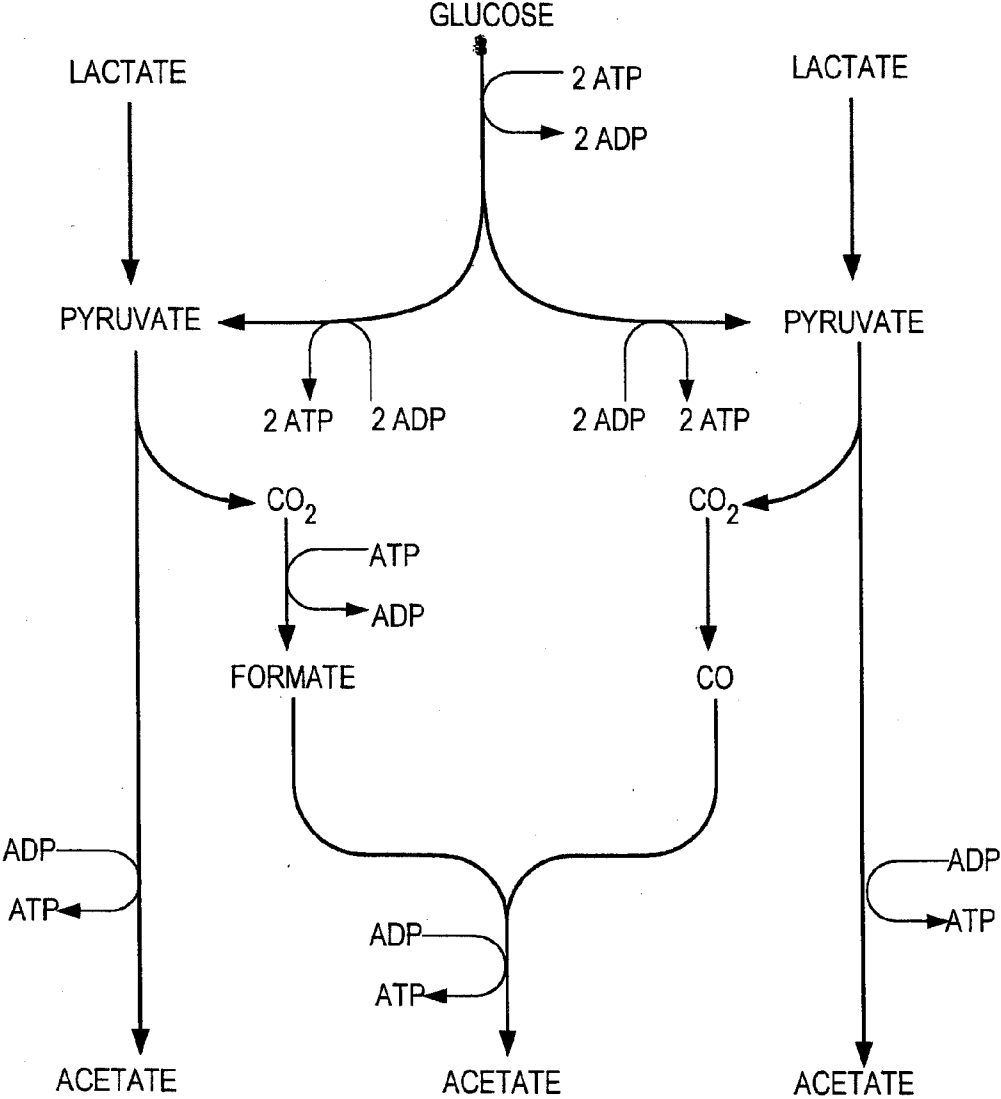 GLUCOSE
LACTATE
2 ATP
LACTATE
2 ADP
PYRUVATE
PYRUVATE
2 ATP 2 ADP
2 ADP 2 ATP
CO2
CO2
ATP
ADP
FORMATE
CO
ADP
ATP
ADP
ATP
ADP
ATP
ACETATE
ACETATE
ACETATE